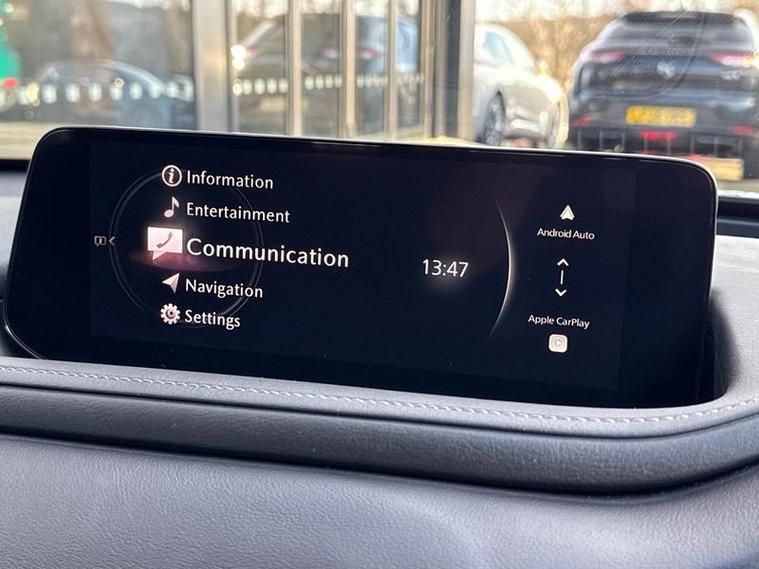 Information
Entertainment
Communication
Navigation
Settings
13:47
Android Auto
Apple CarPlay